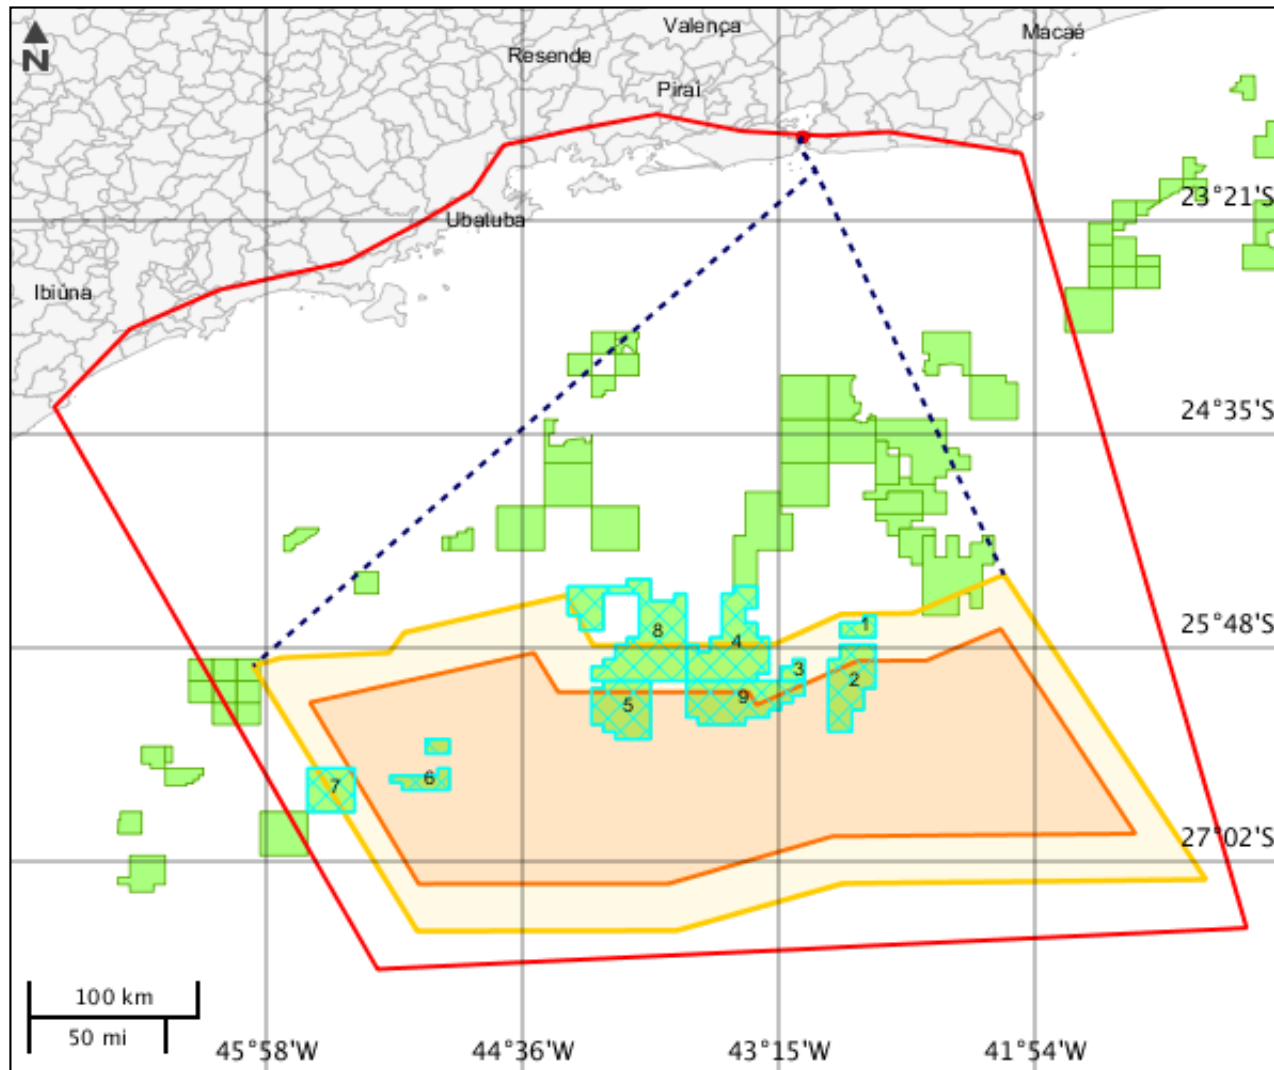 Valença
Macaé
N
Resende
Piraí
23°21'S
Ubatuba
Ibiúna
24°35'S
1
25°48'S
8
4
3
2
5
9
6
7
27°02'S
100 km
50 mi
45°58'W
44°36'W
43°15'W
41°54'W